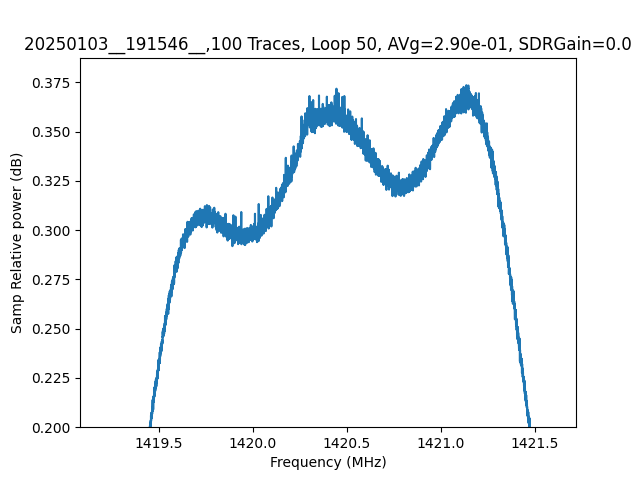 20250103__191546__,100 Traces, Loop 50, AVg=2.90e-01, SDRGain=0.0
0.375
0.350
0.325
0.300
0.275
0.250
0.225
0.200
Samp Relative power (dB)
1419.5 1420.0 1420.5 1421.0 1421.5
Frequency (MHz)